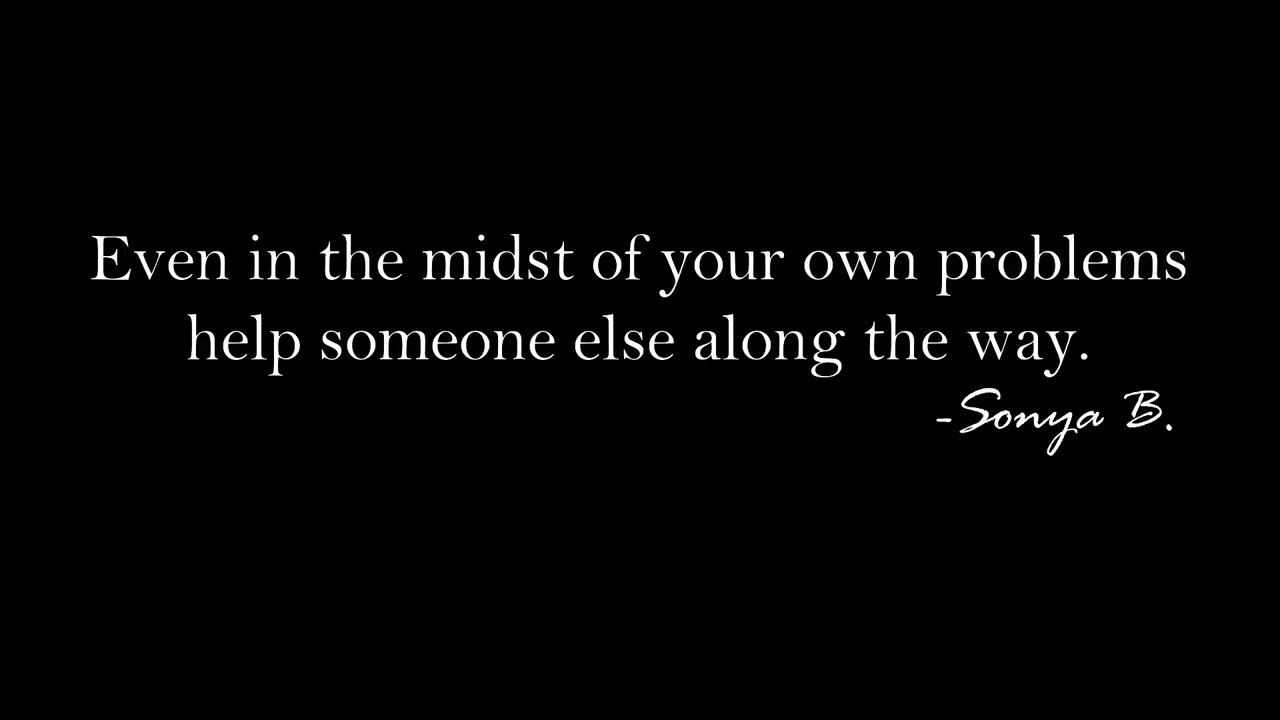 Even in the midst of your own problems
help someone else along the way.
-Sonya B.